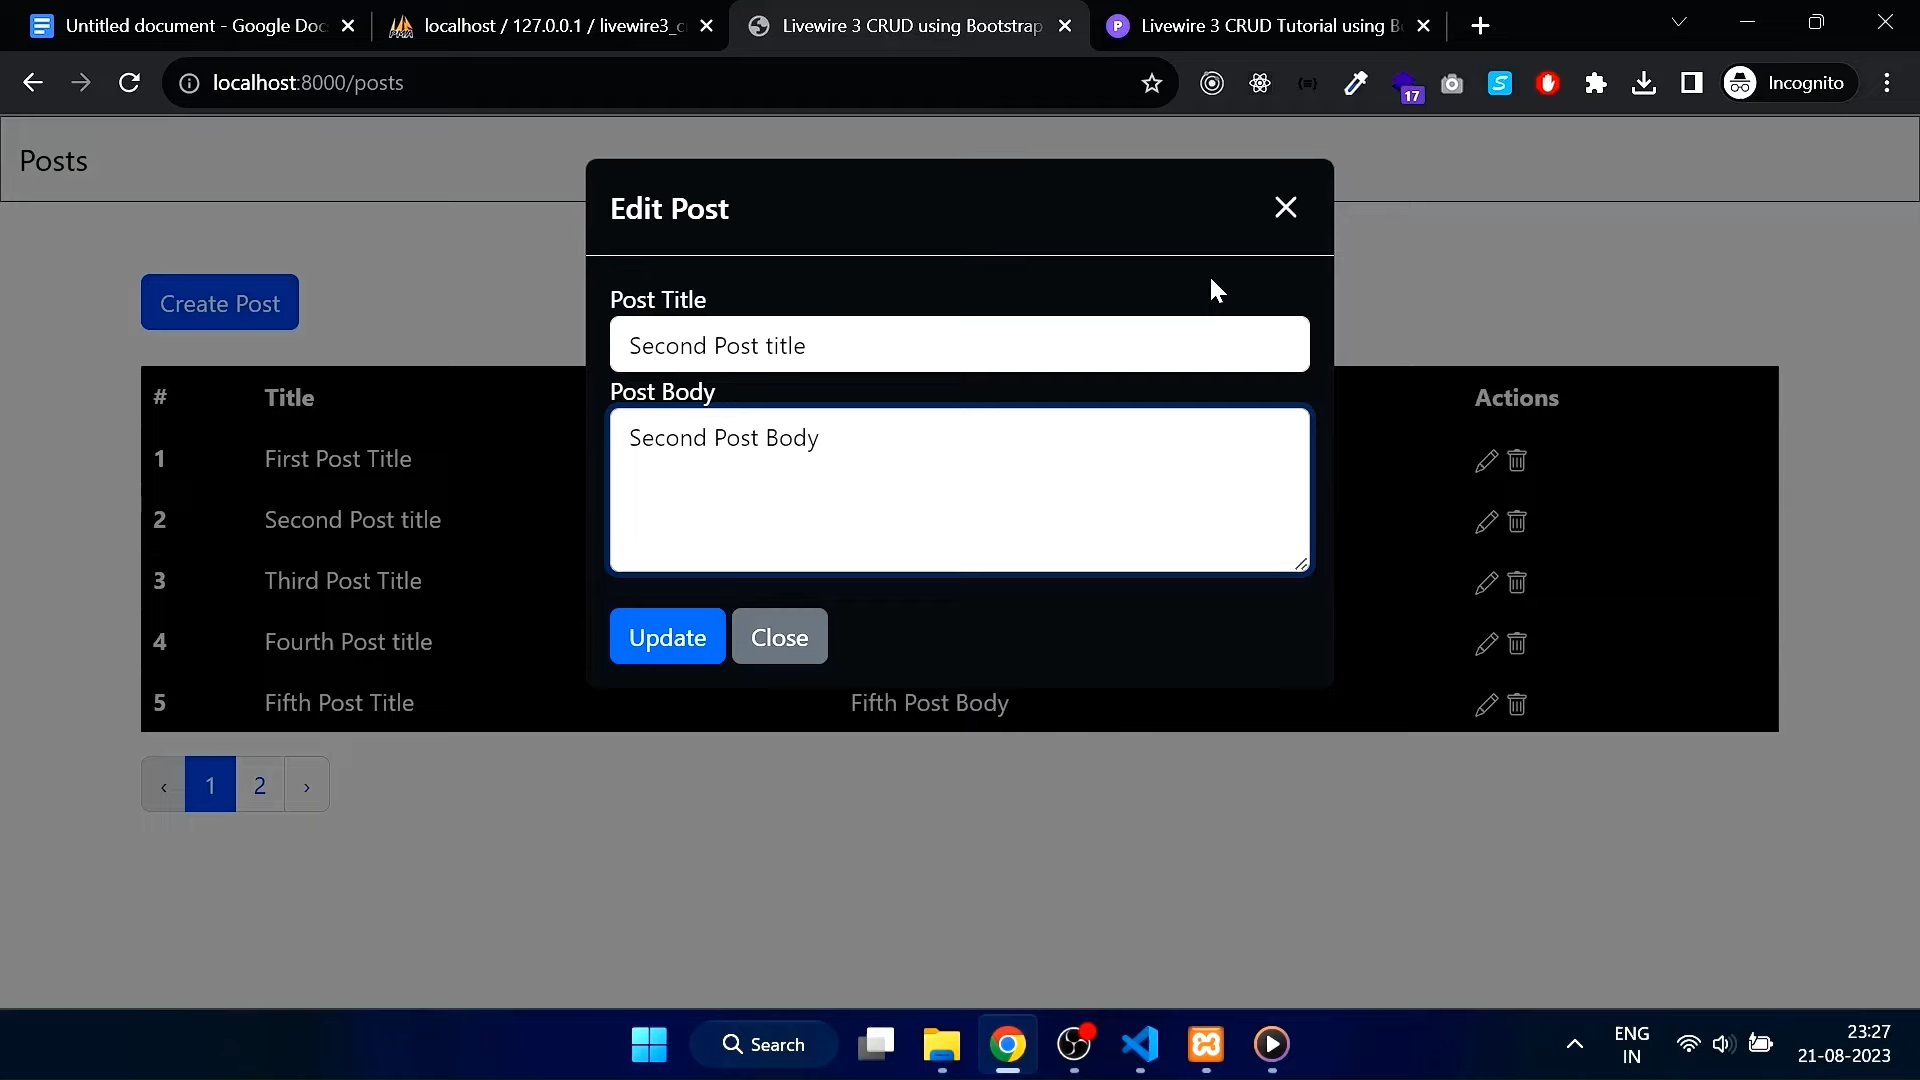 Untitled document - Google Doc
localhost / 127.0.0.1 / livewire3_c
Livewire 3 CRUD using Bootstrap
Livewire 3 CRUD Tutorial using B
localhost:8000/posts
17
Incognito
Posts
Edit Post
Post Title
Second Post title
Post Body
Second Post Body
Update
Close
Create Post
# Title Actions
1 First Post Title
2 Second Post title
3 Third Post Title
4 Fourth Post title
5 Fifth Post Title Fifth Post Body
‹ 1 2 ›
Search
ENG
IN
23:27
21-08-2023